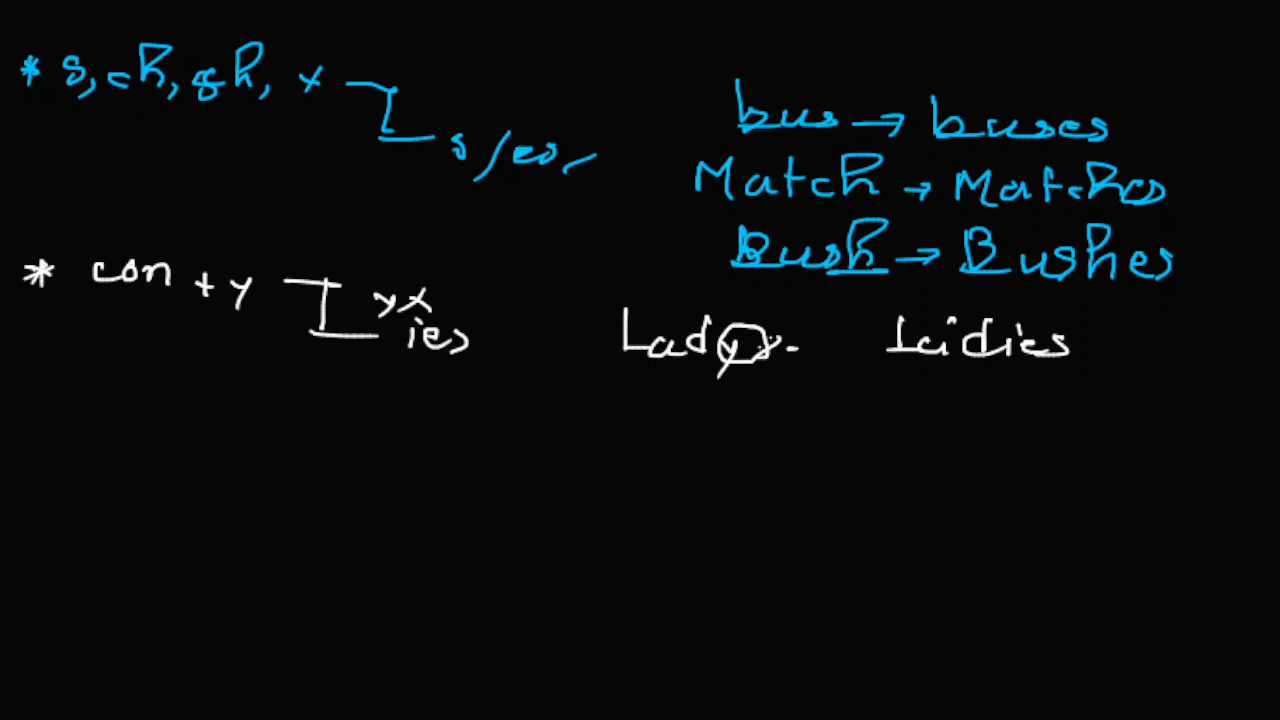 * s, ch, sh, x
s/es,
bus → buses
Match → Matches
bush → Bushes
* con + y
y x
ies
Lady
Ladies